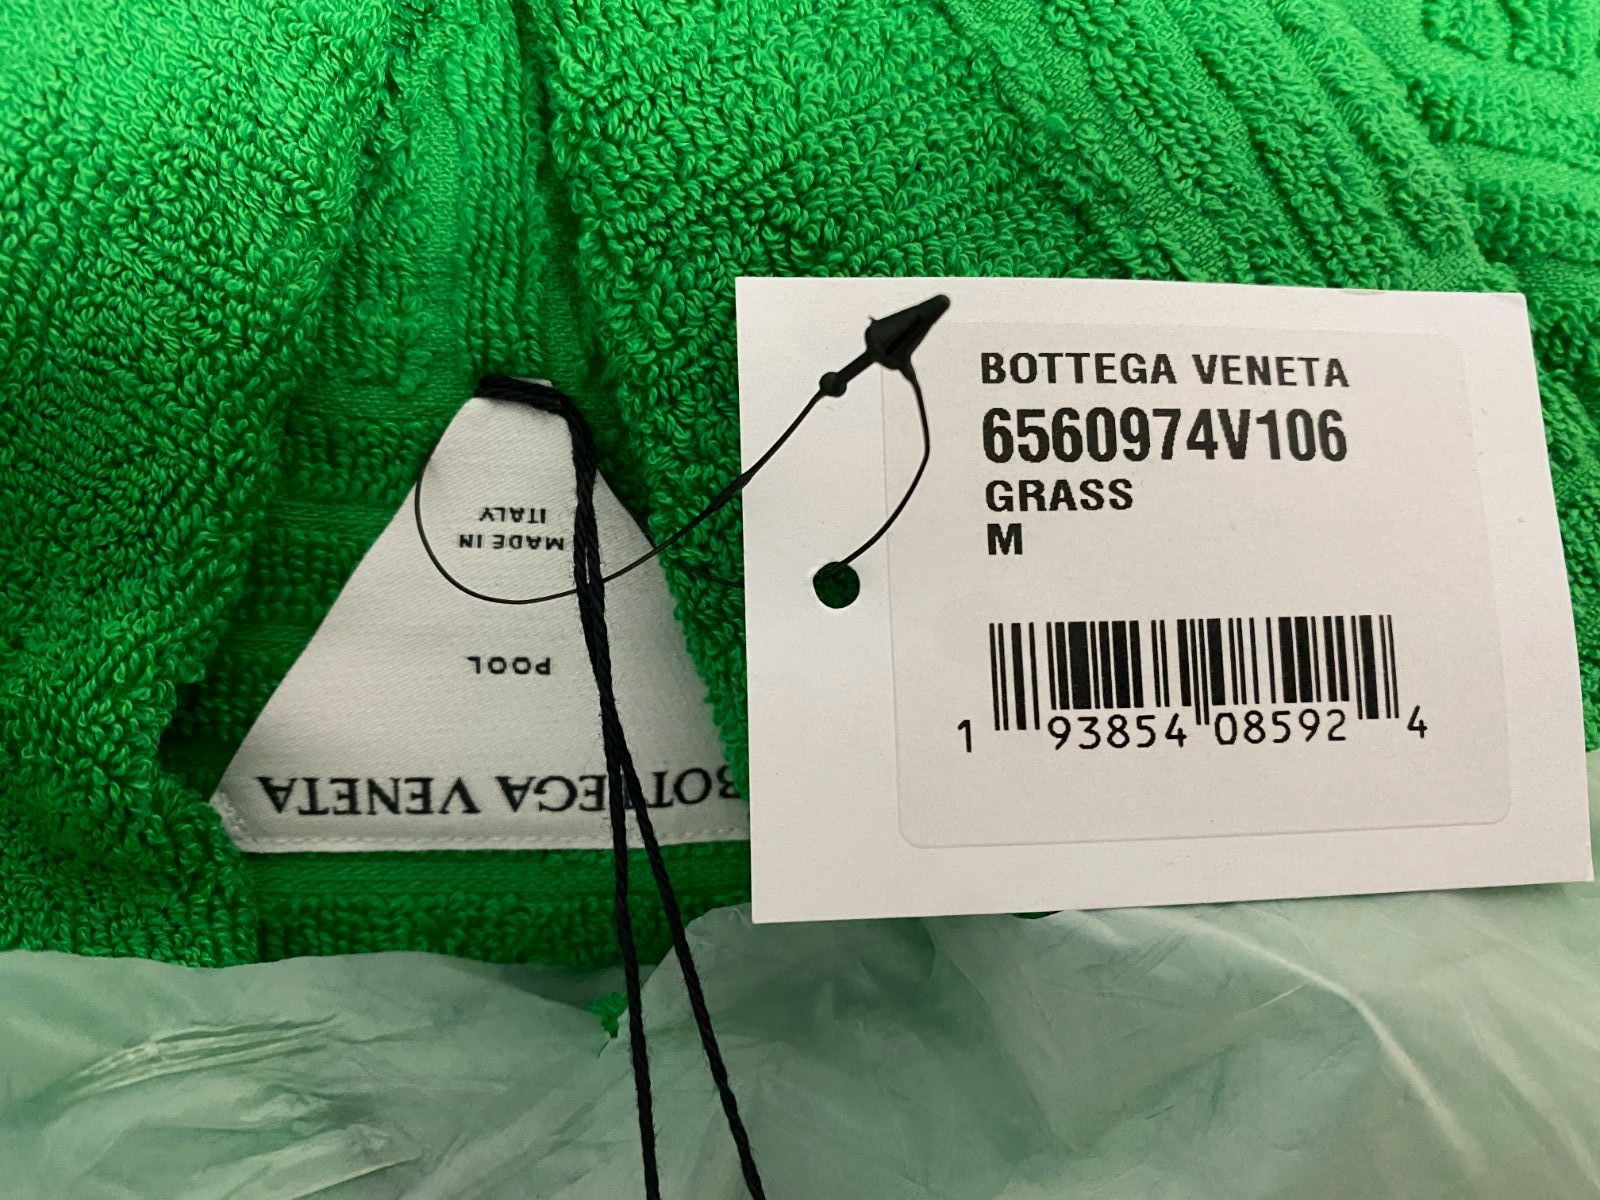 BOTTEGA VENETA
6560974V106
GRASS
M
1 93854 08592 4
BOTTEGA VENETA
POOL
MADE IN
ITALY